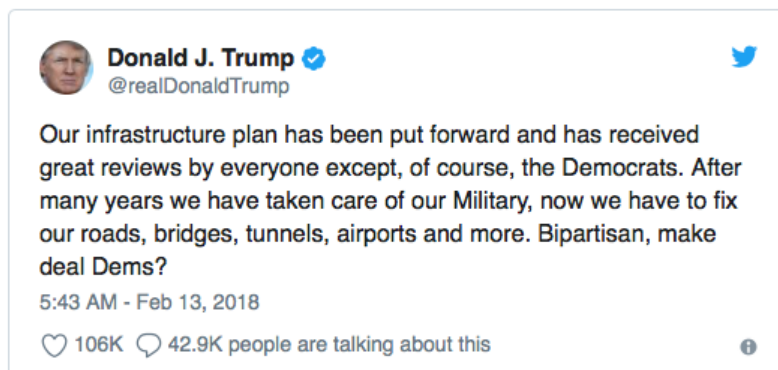 Donald J. Trump
@realDonaldTrump
Our infrastructure plan has been put forward and has received
great reviews by everyone except, of course, the Democrats. After
many years we have taken care of our Military, now we have to fix
our roads, bridges, tunnels, airports and more. Bipartisan, make
deal Dems?
5:43 AM - Feb 13, 2018
106K 42.9K people are talking about this